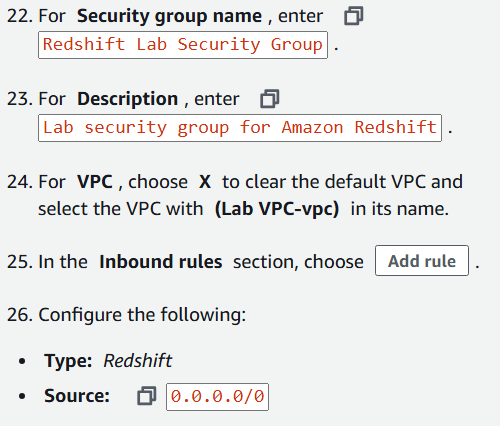 22. For Security group name , enter
Redshift Lab Security Group .
23. For Description , enter
Lab security group for Amazon Redshift .
24. For VPC , choose X to clear the default VPC and
select the VPC with (Lab VPC-vpc) in its name.
25. In the Inbound rules section, choose Add rule .
26. Configure the following:
• Type: Redshift
• Source: 0.0.0.0/0